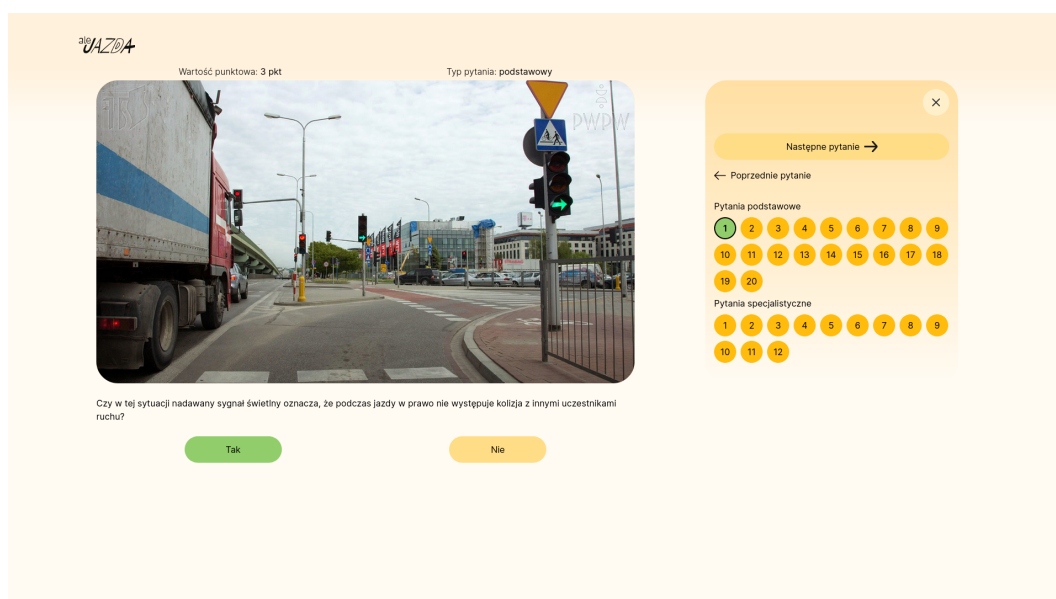 ale JAZDA
Wartość punktowa: 3 pkt
Typ pytania: podstawowy
PWPW
Następne pytanie
Poprzednie pytanie
Pytania podstawowe
1 2 3 4 5 6 7 8 9
10 11 12 13 14 15 16 17 18
19 20
Pytania specjalistyczne
1 2 3 4 5 6 7 8 9
10 11 12
Czy w tej sytuacji nadawany sygnał świetlny oznacza, że podczas jazdy w prawo nie występuje kolizja z innymi uczestnikami
ruchu?
Tak
Nie